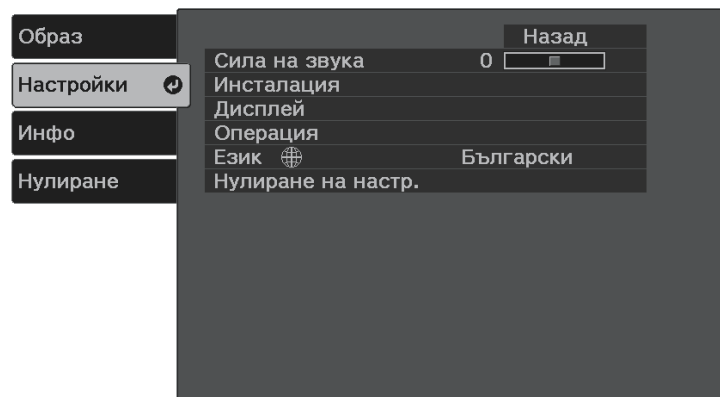 Образ
Настройки
Инфо
Нулиране
Назад
Сила на звука 0
Инсталация
Дисплей
Операция
Език Български
Нулиране на настр.